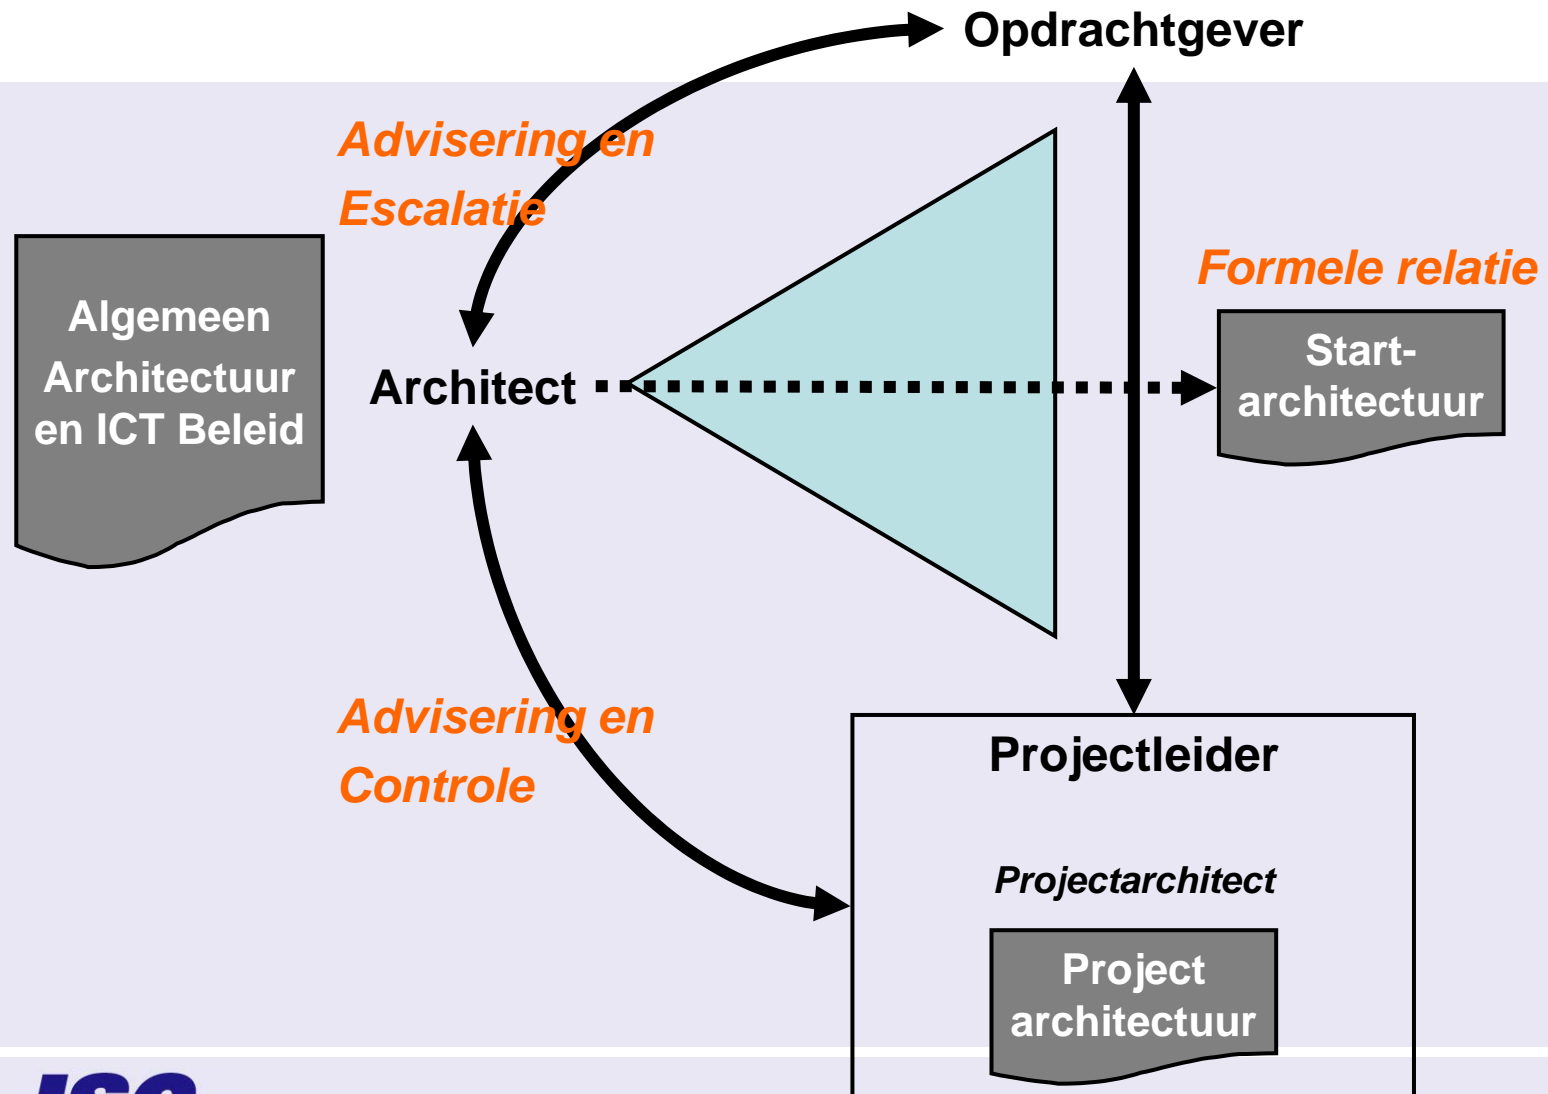 Opdrachtgever
Advisering en
Escalatie
Formele relatie
Algemeen
Architectuur
en ICT Beleid
Architect
Start-
architectuur
Advisering en
Controle
Projectleider
Projectarchitect
Project
architectuur